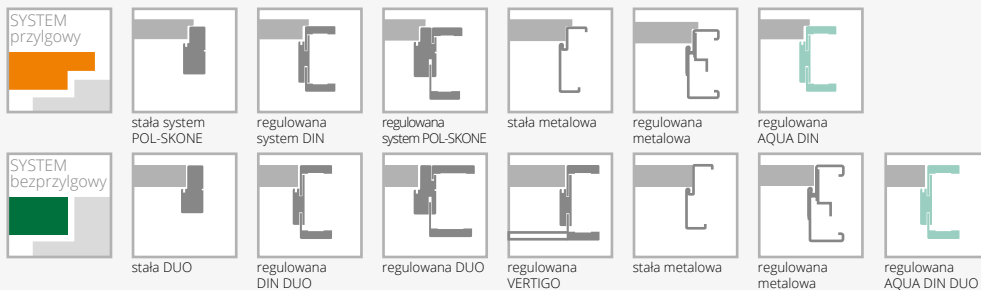 SYSTEM
przylgowy
stała system
POL-SKONE
regulowana
system DIN
regulowana
system POL-SKONE
stała metalowa
regulowana
metalowa
regulowana
AQUA DIN
SYSTEM
bezprzylgowy
stała DUO
regulowana
DIN DUO
regulowana DUO
regulowana
VERTIGO
stała metalowa
regulowana
metalowa
regulowana
AQUA DIN DUO